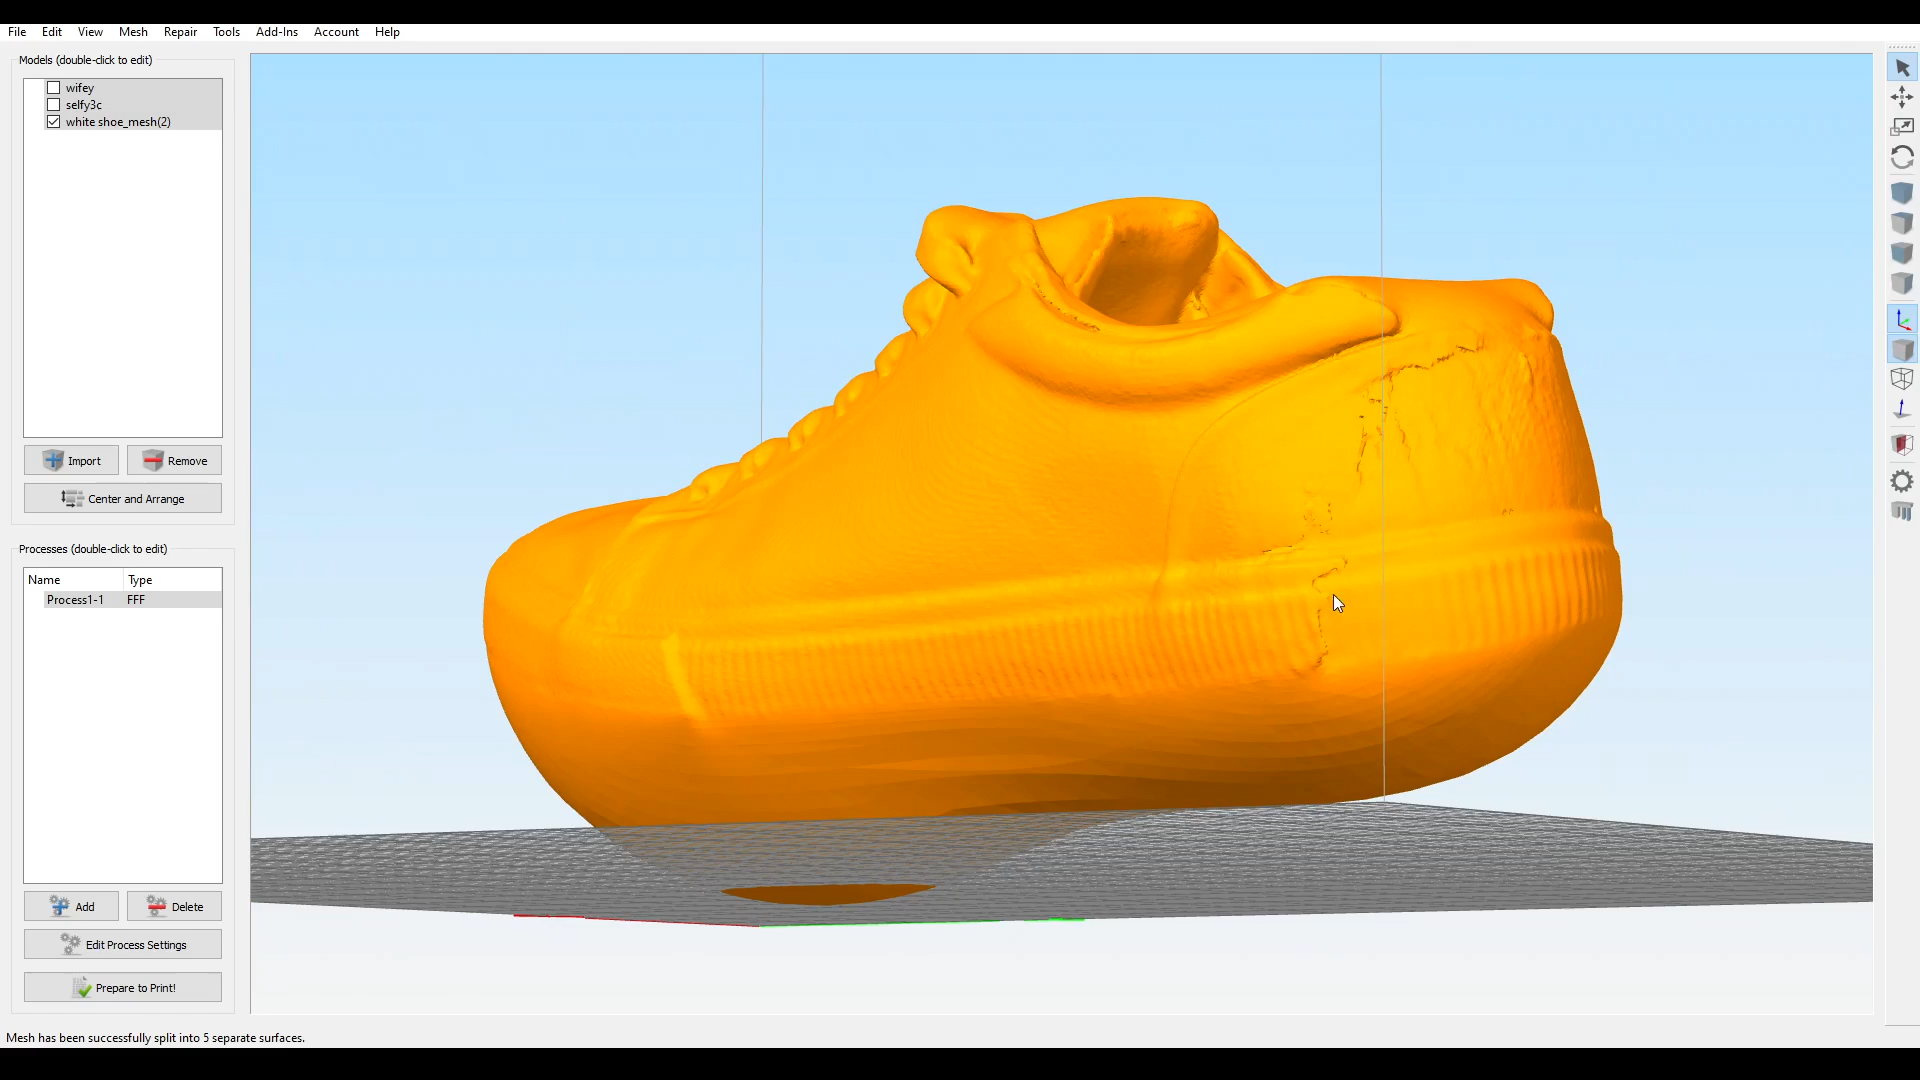 File Edit View Mesh Repair Tools Add-Ins Account Help
Models (double-click to edit)
wifey
selfy3c
white shoe_mesh(2)
Import Remove
Center and Arrange
Processes (double-click to edit)
Name Type
Process1-1 FFF
Add Delete
Edit Process Settings
Prepare to Print!
Mesh has been successfully split into 5 separate surfaces.